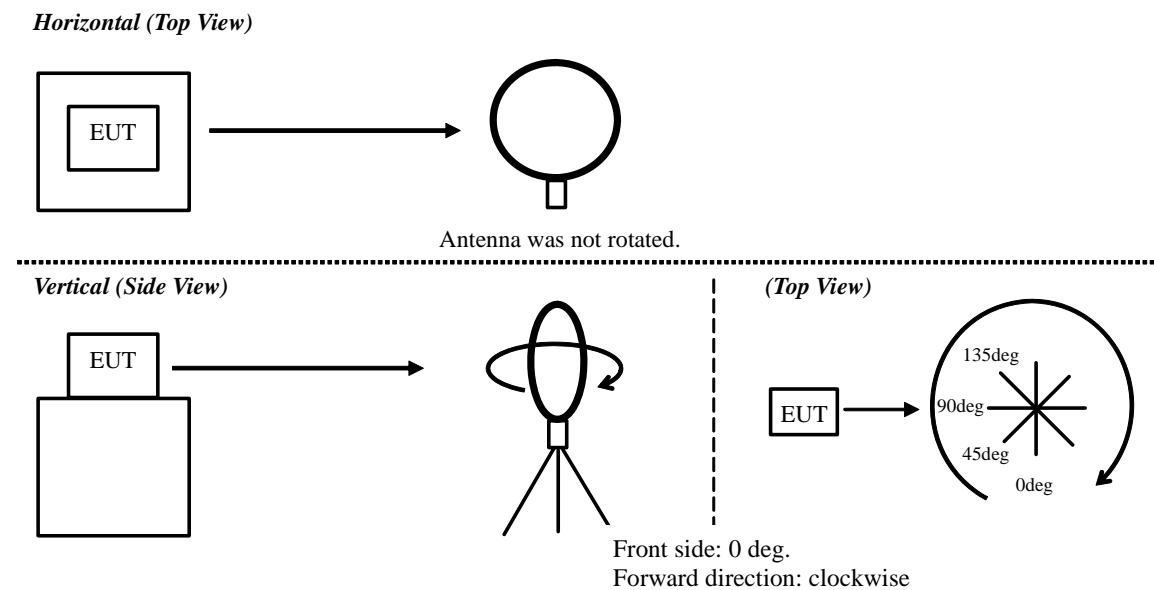 Horizontal (Top View)
EUT
Antenna was not rotated.
Vertical (Side View)
EUT
(Top View)
135deg
90deg
EUT
45deg
0deg
Front side: 0 deg.
Forward direction: clockwise